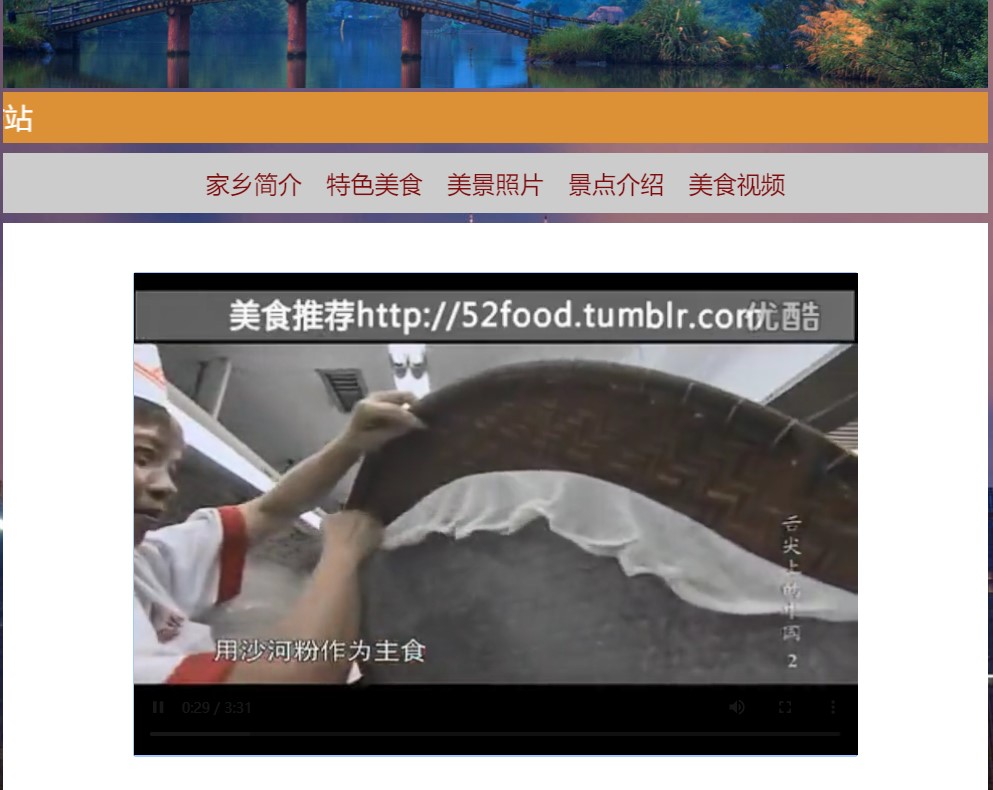 站
家乡简介 特色美食 美景照片 景点介绍 美食视频
美食推荐http://52food.tumblr.com
优酷
舌尖上的中国 2
用沙河粉作为主食
0:29 / 3:31